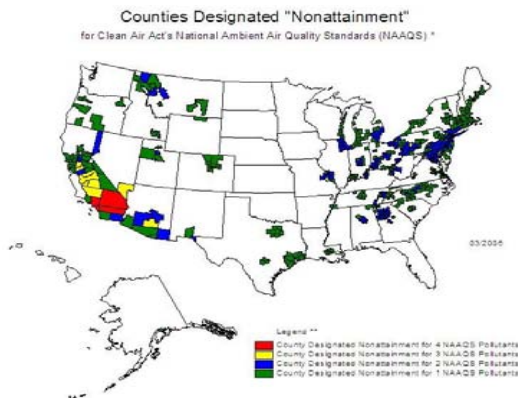 Counties Designated "Nonattainment"
for Clean Air Act's National Ambient Air Quality Standards (NAAQS) *
03/2006
Legend **
County Designated Nonattainment for 4 NAAQS Pollutants
County Designated Nonattainment for 3 NAAQS Pollutants
County Designated Nonattainment for 2 NAAQS Pollutants
County Designated Nonattainment for 1 NAAQS Pollutants